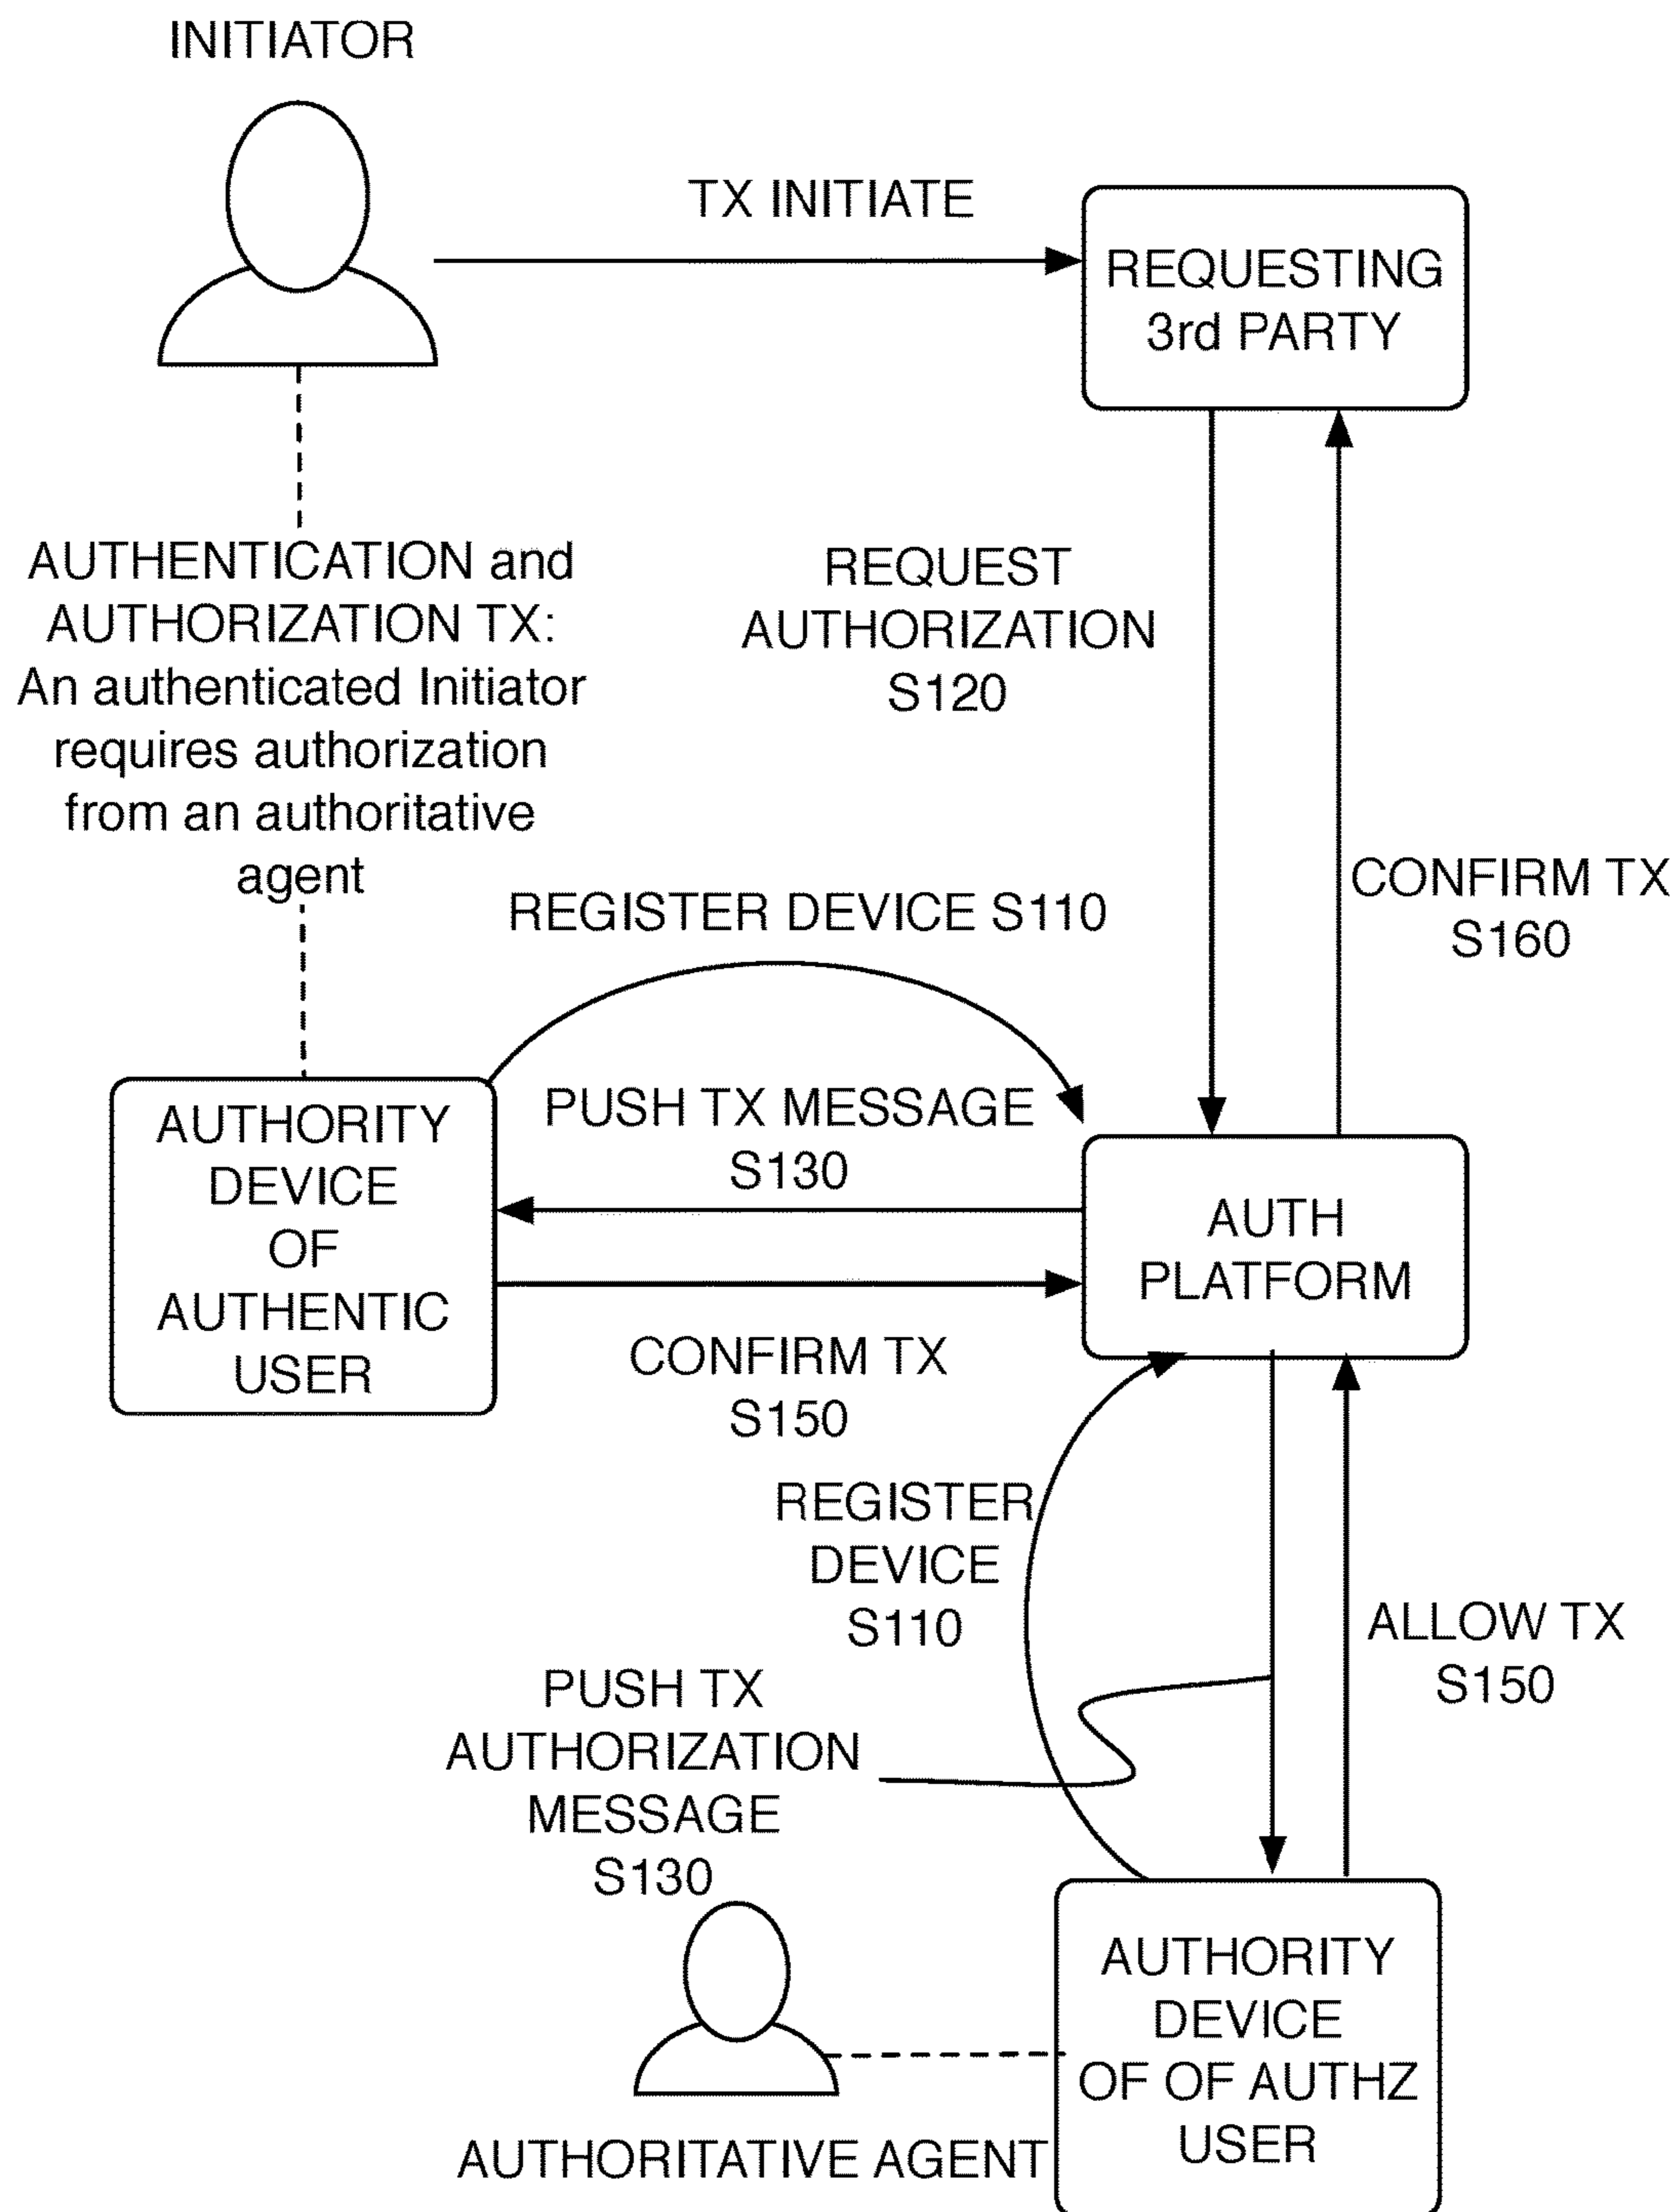 INITIATOR
TX INITIATE
REQUESTING
3rd PARTY
AUTHENTICATION and
AUTHORIZATION TX:
An authenticated Initiator
requires authorization
from an authoritative
agent
REQUEST
AUTHORIZATION
S120
CONFIRM TX
S160
REGISTER DEVICE S110
AUTHORITY
DEVICE
OF
AUTHENTIC
USER
PUSH TX MESSAGE
S130
AUTH
PLATFORM
CONFIRM TX
S150
REGISTER
DEVICE
S110
ALLOW TX
S150
PUSH TX
AUTHORIZATION
MESSAGE
S130
AUTHORITY
DEVICE
OF OF AUTHZ
USER
AUTHORITATIVE AGENT